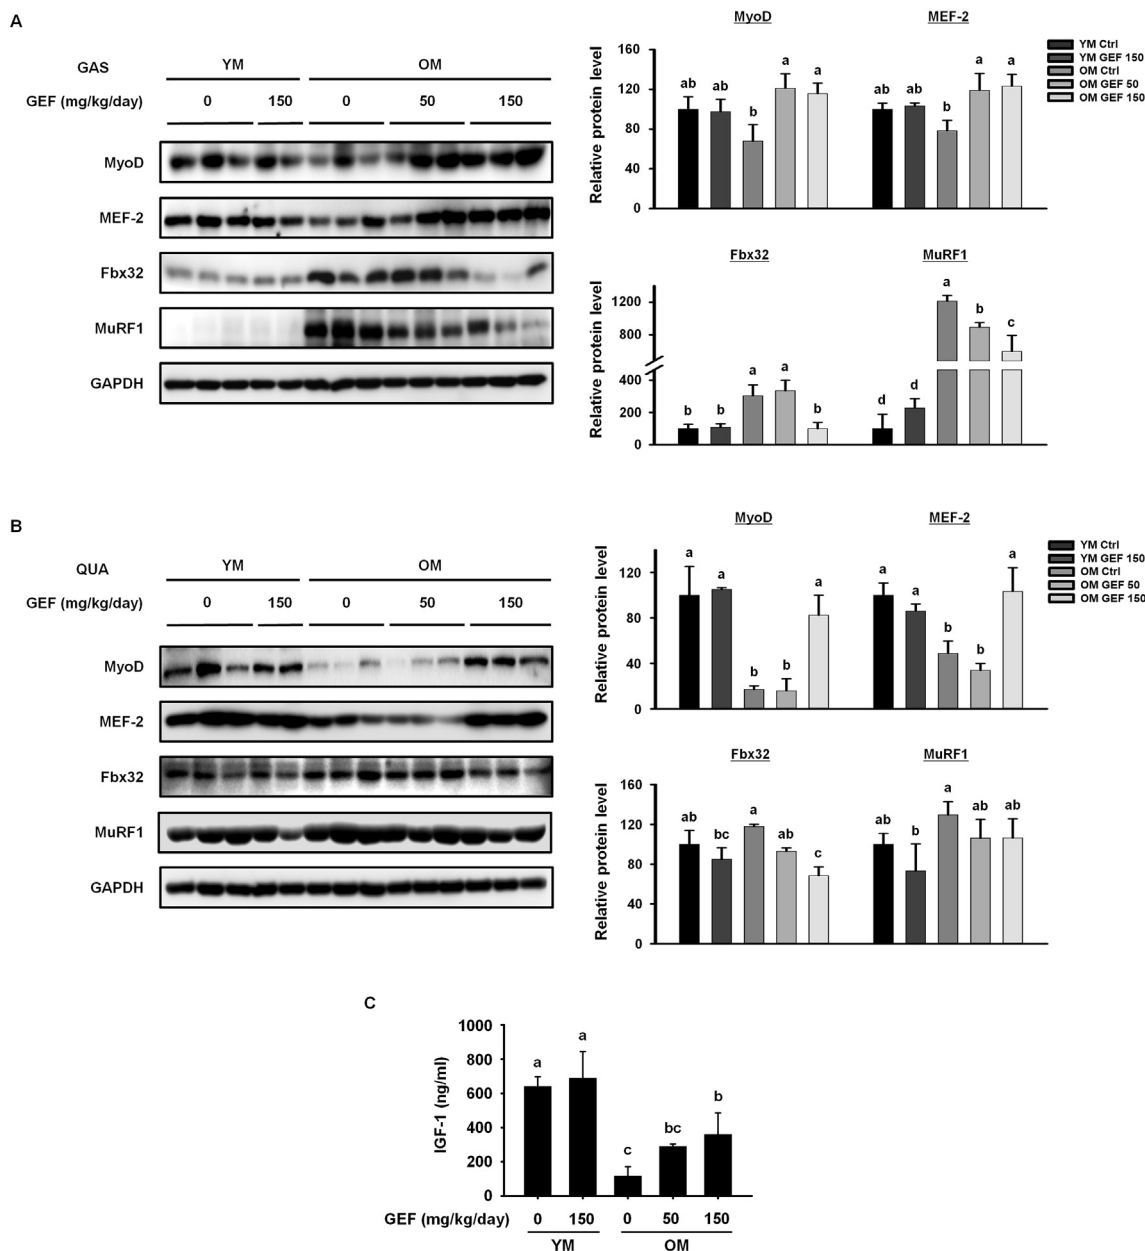 A
GAS YM OM
GEF (mg/kg/day) 0 150 0 50 150
MyoD
MEF-2
Fbx32
MuRF1
GAPDH
MyoD MEF-2
Relative protein level
160
120
80
40
0
ab ab b a a ab ab b a a
YM Ctrl
YM GEF 150
OM Ctrl
OM GEF 50
OM GEF 150
Fbx32 MuRF1
Relative protein level
1200
800
400
200
0
b b a a b d d a b c
B
QUA YM OM
GEF (mg/kg/day) 0 150 0 50 150
MyoD
MEF-2
Fbx32
MuRF1
GAPDH
MyoD MEF-2
Relative protein level
120
80
40
0
a a b b a a a b b a
YM Ctrl
YM GEF 150
OM Ctrl
OM GEF 50
OM GEF 150
Fbx32 MuRF1
Relative protein level
160
120
80
40
0
ab bc a ab c ab b a ab ab
C
IGF-1 (ng/ml)
1000
800
600
400
200
0
a a c bc b
GEF (mg/kg/day) 0 150 0 50 150
YM OM